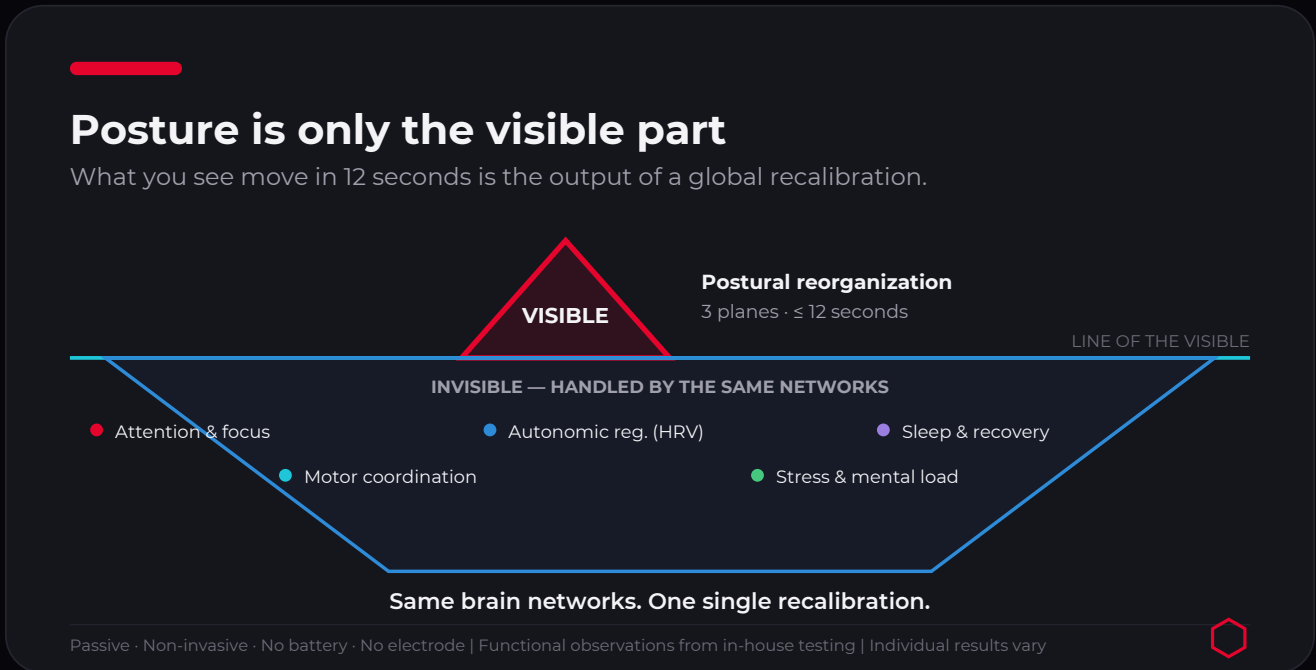 Posture is only the visible part
What you see move in 12 seconds is the output of a global recalibration.
VISIBLE
Postural reorganization
3 planes · ≤ 12 seconds
LINE OF THE VISIBLE
INVISIBLE — HANDLED BY THE SAME NETWORKS
Attention & focus
Autonomic reg. (HRV)
Sleep & recovery
Motor coordination
Stress & mental load
Same brain networks. One single recalibration.
Passive · Non-invasive · No battery · No electrode | Functional observations from in-house testing | Individual results vary